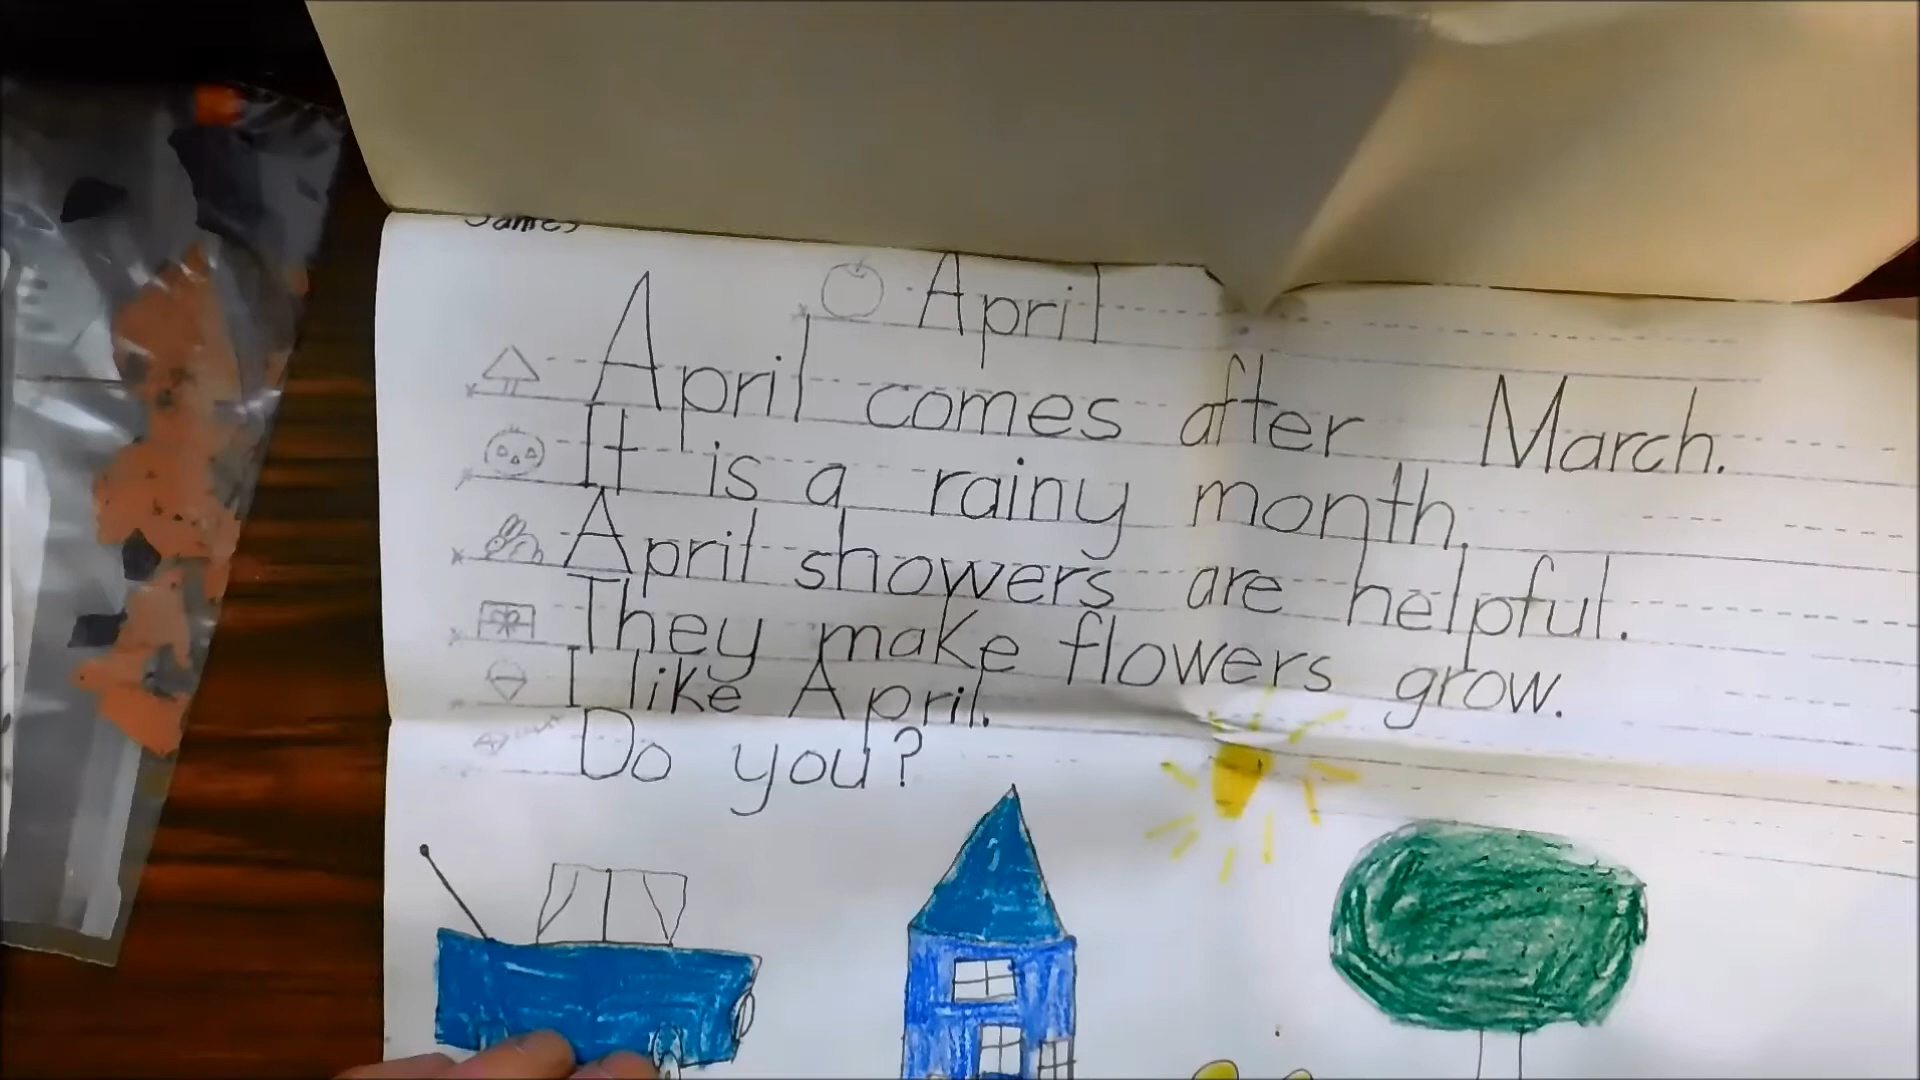 James
April
April comes after March.
It is a rainy month.
April showers are helpful.
They make flowers grow.
I like April.
Do you?